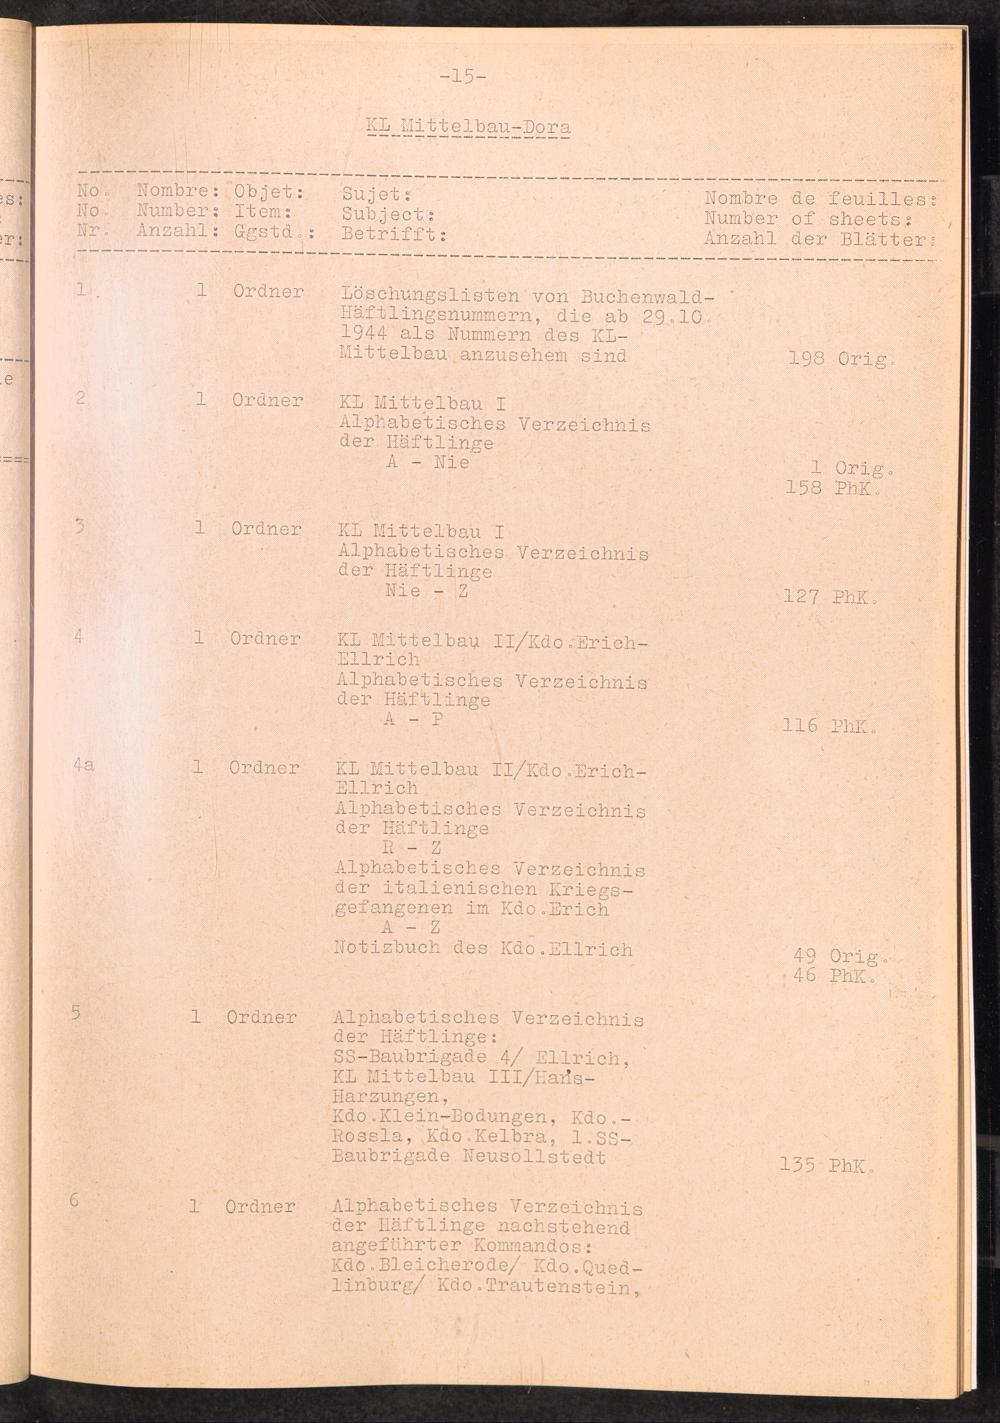 -15-
KL Mittelbau-Dora
No. Nombre: Objet: Sujet: Nombre de feuilles:
No. Number: Item: Subject: Number of sheets:
Nr. Anzahl: Ggstd.: Betrifft: Anzahl der Blätter:
1. 1 Ordner Löschungslisten von Buchenwald-
Häftlingsnummern, die ab 29.10.
1944 als Nummern des KL-
Mittelbau anzusehem sind 198 Orig.
2 1 Ordner KL Mittelbau I
Alphabetisches Verzeichnis
der Häftlinge
A - Nie
1 Orig.
158 PhK.
3 1 Ordner KL Mittelbau I
Alphabetisches Verzeichnis
der Häftlinge
Nie - Z 127 PhK.
4 1 Ordner KL Mittelbau II/Kdo.Erich-
Ellrich
Alphabetisches Verzeichnis
der Häftlinge
A - P 116 PhK.
4a 1 Ordner KL Mittelbau II/Kdo.Erich-
Ellrich
Alphabetisches Verzeichnis
der Häftlinge
R - Z
Alphabetisches Verzeichnis
der italienischen Kriegs-
gefangenen im Kdo.Erich
A - Z
Notizbuch des Kdo.Ellrich 49 Orig.
46 PhK.
5 1 Ordner Alphabetisches Verzeichnis
der Häftlinge:
SS-Baubrigade 4/ Ellrich,
KL Mittelbau III/Hans-
Harzungen,
Kdo.Klein-Bodungen, Kdo.-
Rossla, Kdo.Kelbra, 1.SS-
Baubrigade Neusollstedt 135 PhK.
6 1 Ordner Alphabetisches Verzeichnis
der Häftlinge nachstehend
angeführter Kommandos:
Kdo.Bleicherode/ Kdo.Qued-
linburg/ Kdo.Trautenstein,